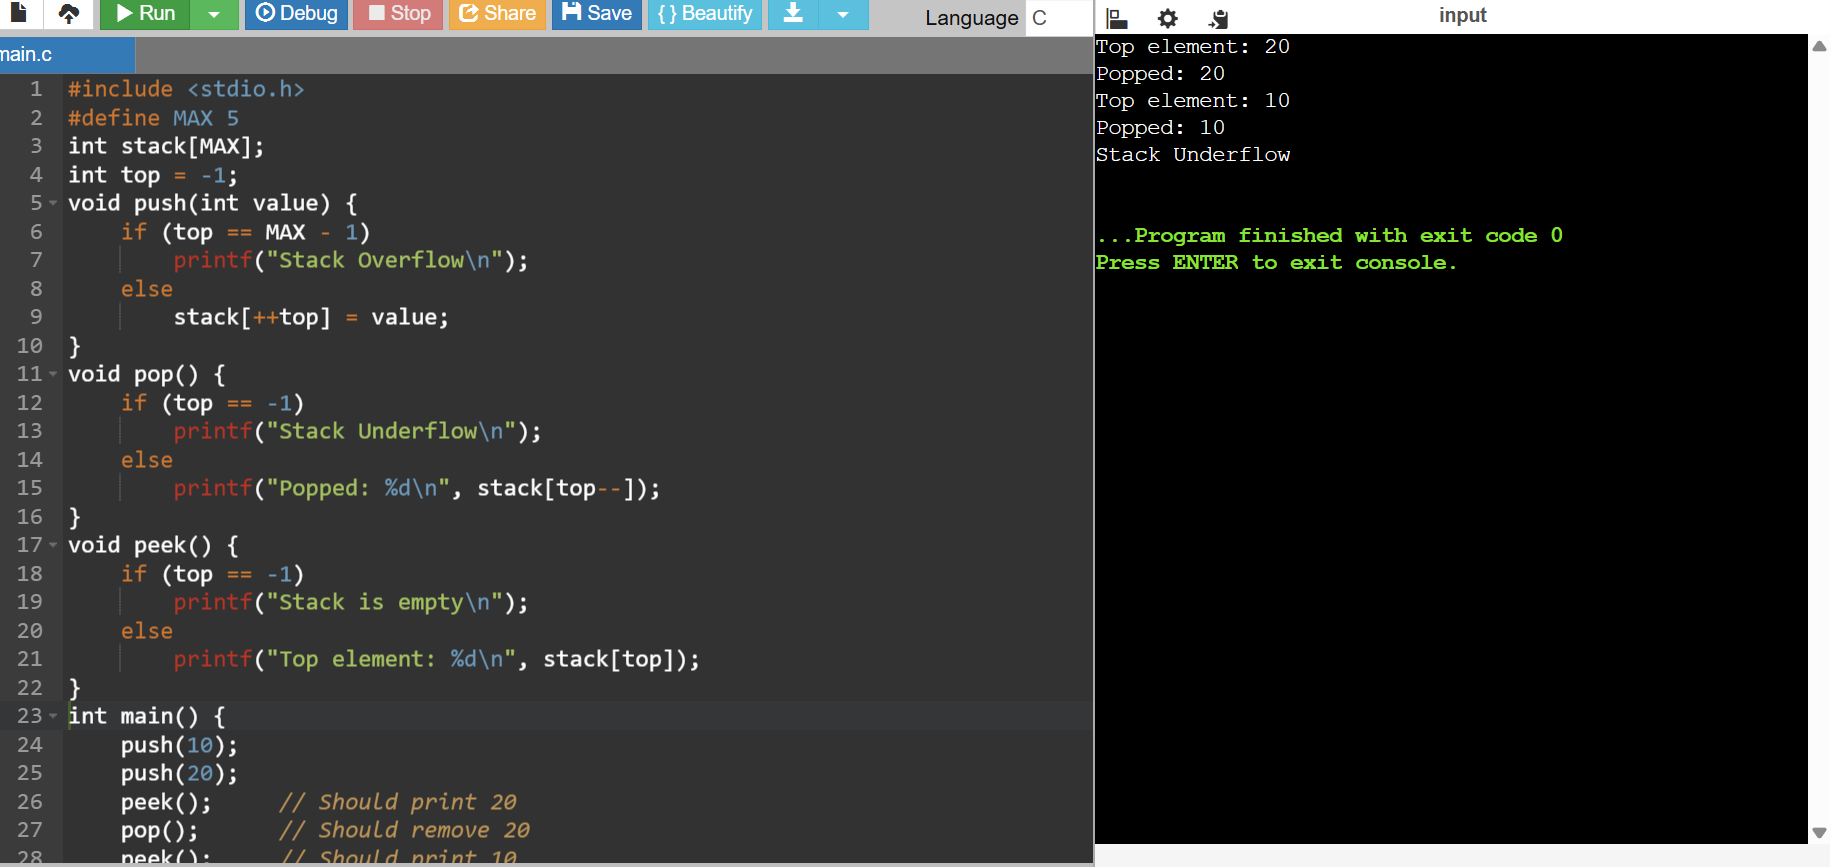 Run Debug Stop Share Save { } Beautify Language C
main.c
1 #include <stdio.h>
2 #define MAX 5
3 int stack[MAX];
4 int top = -1;
5 void push(int value) {
6     if (top == MAX - 1)
7         printf("Stack Overflow\n");
8     else
9         stack[++top] = value;
10 }
11 void pop() {
12     if (top == -1)
13         printf("Stack Underflow\n");
14     else
15         printf("Popped: %d\n", stack[top--]);
16 }
17 void peek() {
18     if (top == -1)
19         printf("Stack is empty\n");
20     else
21         printf("Top element: %d\n", stack[top]);
22 }
23 int main() {
24     push(10);
25     push(20);
26     peek();     // Should print 20
27     pop();      // Should remove 20
28     peek();     // Should print 10
input
Top element: 20
Popped: 20
Top element: 10
Popped: 10
Stack Underflow
...Program finished with exit code 0
Press ENTER to exit console.